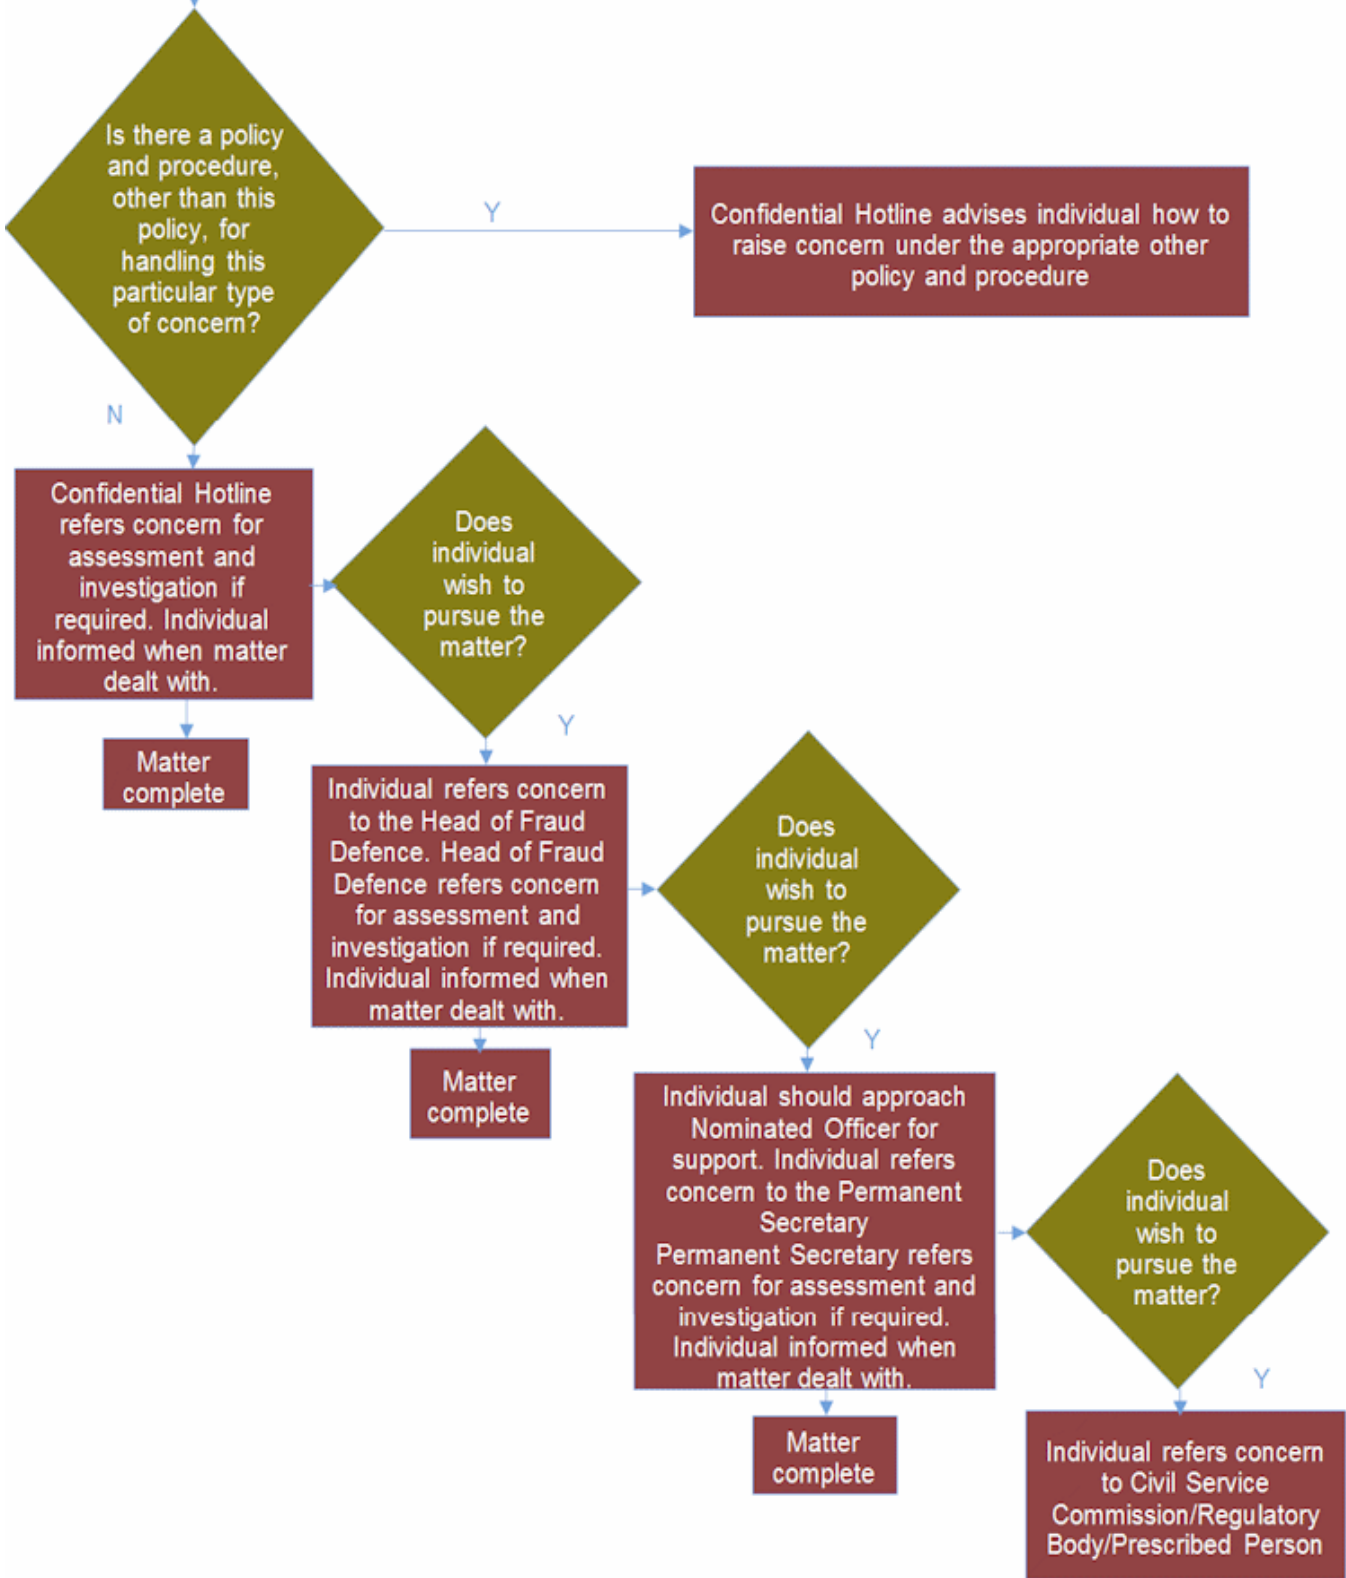 Is there a policy
and procedure,
other than this
policy, for
handling this
particular type
of concern?
Y
Confidential Hotline advises individual how to
raise concern under the appropriate other
policy and procedure
N
Confidential Hotline
refers concern for
assessment and
investigation if
required. Individual
informed when matter
dealt with.
Does
individual
wish to
pursue the
matter?
Y
Matter
complete
Individual refers concern
to the Head of Fraud
Defence. Head of Fraud
Defence refers concern
for assessment and
investigation if required.
Individual informed when
matter dealt with.
Does
individual
wish to
pursue the
matter?
Y
Matter
complete
Individual should approach
Nominated Officer for
support. Individual refers
concern to the Permanent
Secretary
Permanent Secretary refers
concern for assessment and
investigation if required.
Individual informed when
matter dealt with.
Does
individual
wish to
pursue the
matter?
Y
Matter
complete
Individual refers concern
to Civil Service
Commission/Regulatory
Body/Prescribed Person